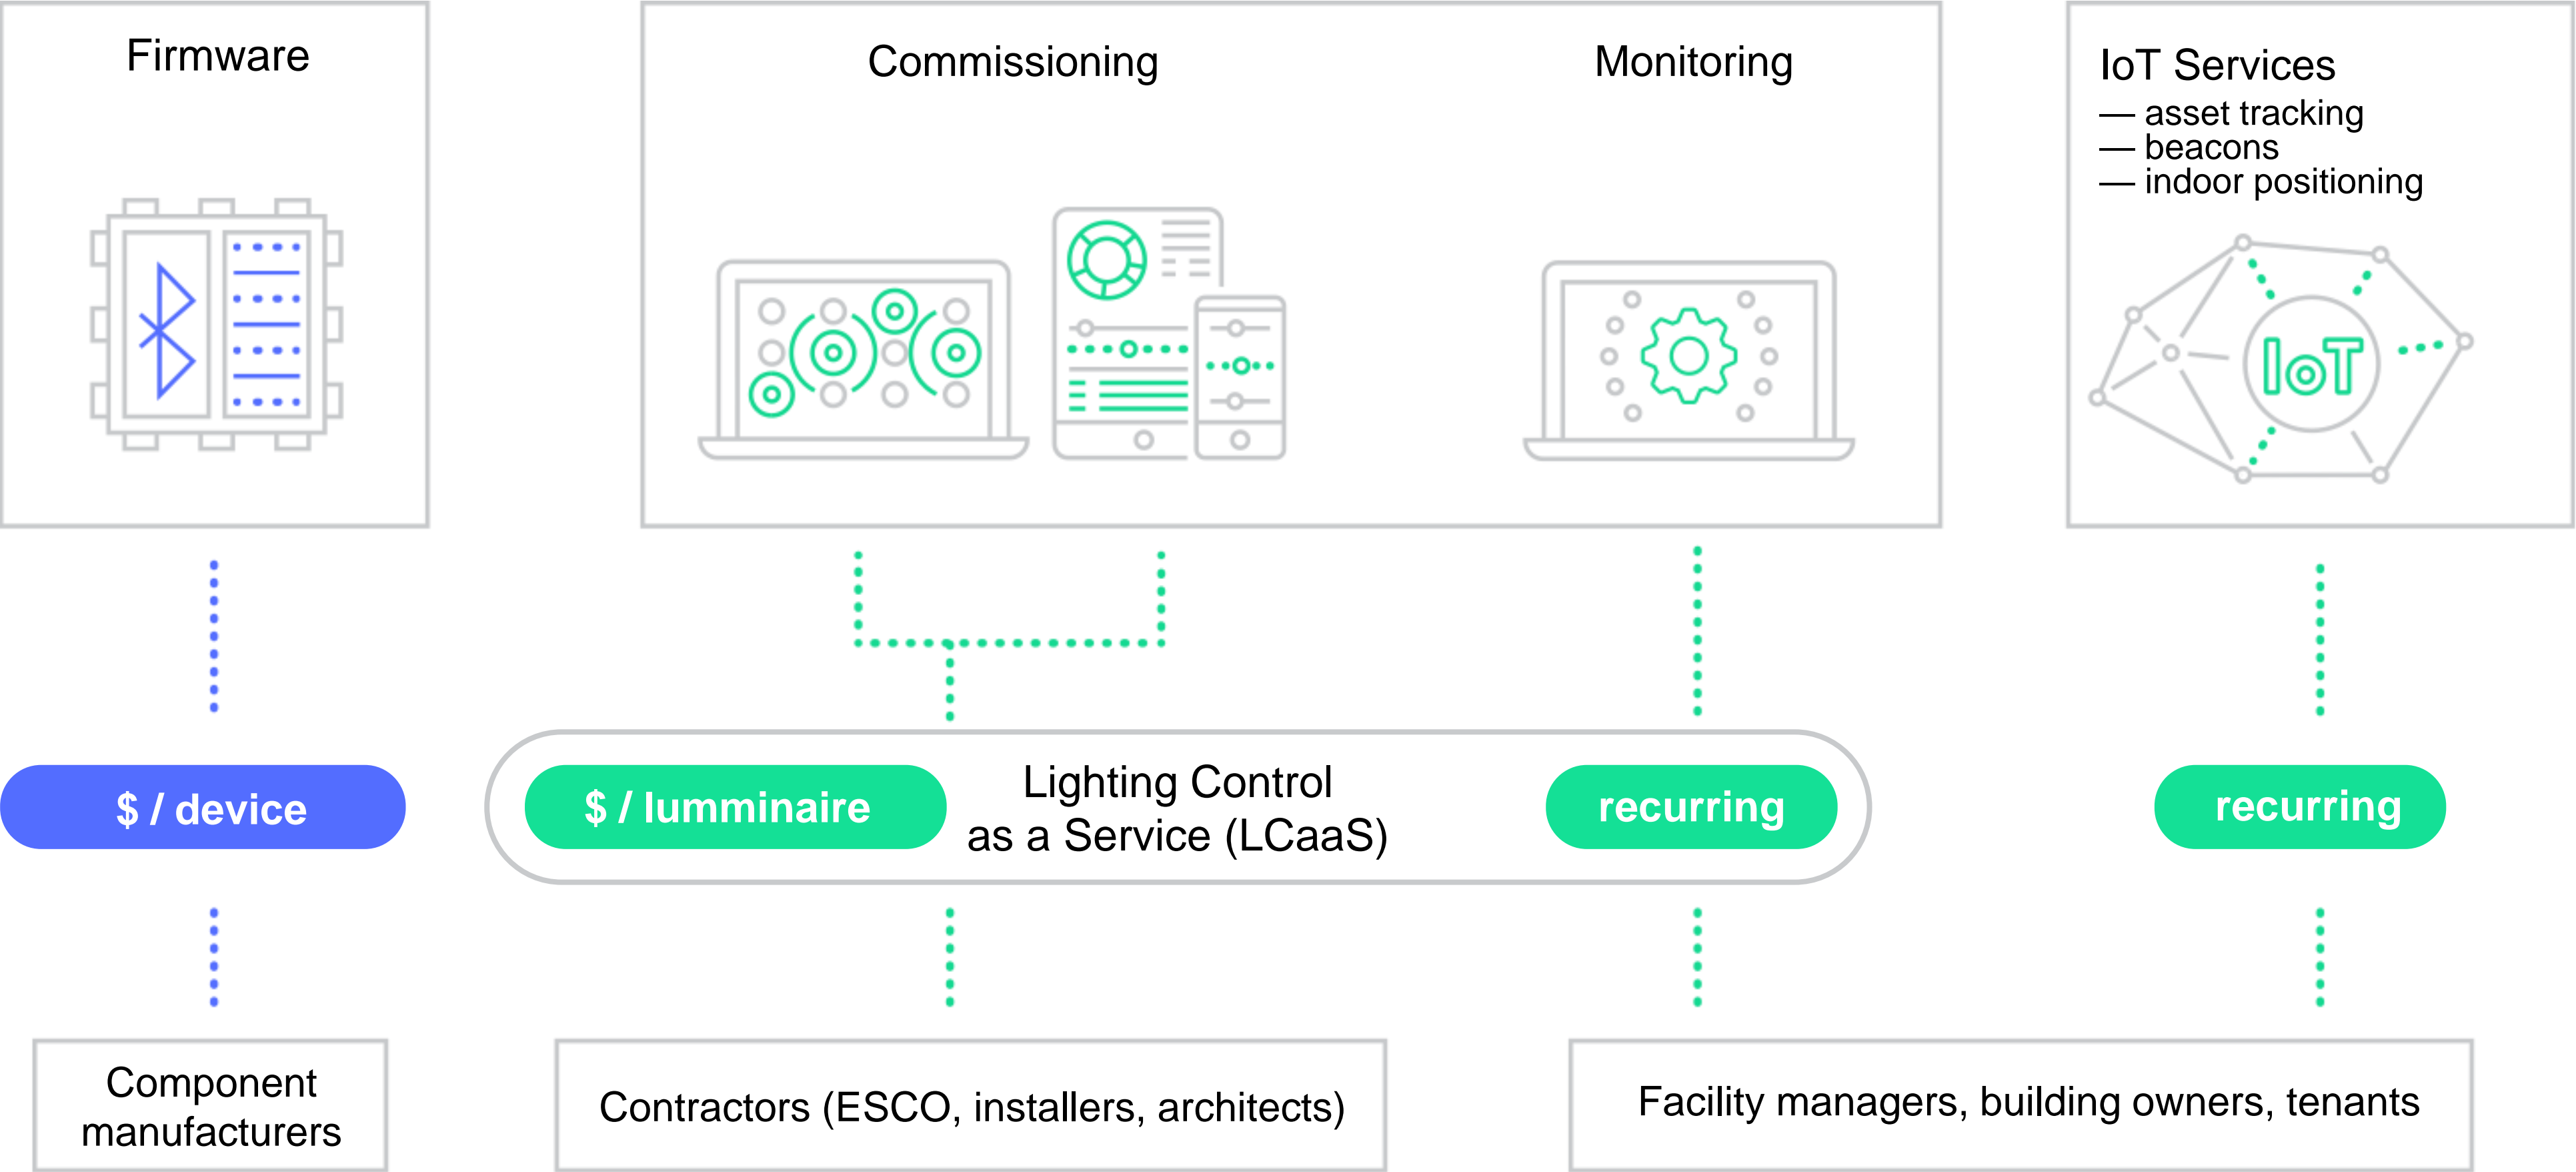 Firmware
Commissioning
Monitoring
IoT Services
— asset tracking
— beacons
— indoor positioning
IoT
$ / device
$ / lumminaire
Lighting Control
as a Service (LCaaS)
recurring
recurring
Component
manufacturers
Contractors (ESCO, installers, architects)
Facility managers, building owners, tenants